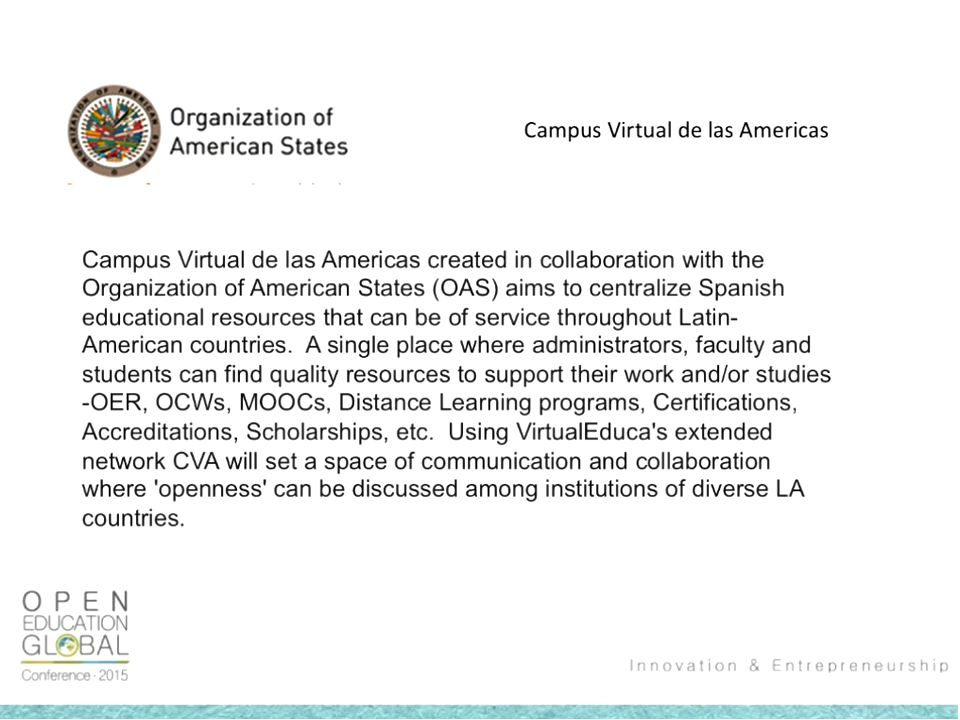 Organization of
American States
Campus Virtual de las Americas
Campus Virtual de las Americas created in collaboration with the
Organization of American States (OAS) aims to centralize Spanish
educational resources that can be of service throughout Latin-
American countries.  A single place where administrators, faculty and
students can find quality resources to support their work and/or studies
-OER, OCWs, MOOCs, Distance Learning programs, Certifications,
Accreditations, Scholarships, etc.  Using VirtualEduca's extended
network CVA will set a space of communication and collaboration
where 'openness' can be discussed among institutions of diverse LA
countries.
OPEN
EDUCATION
GLOBAL
Conference · 2015
Innovation & Entrepreneurship